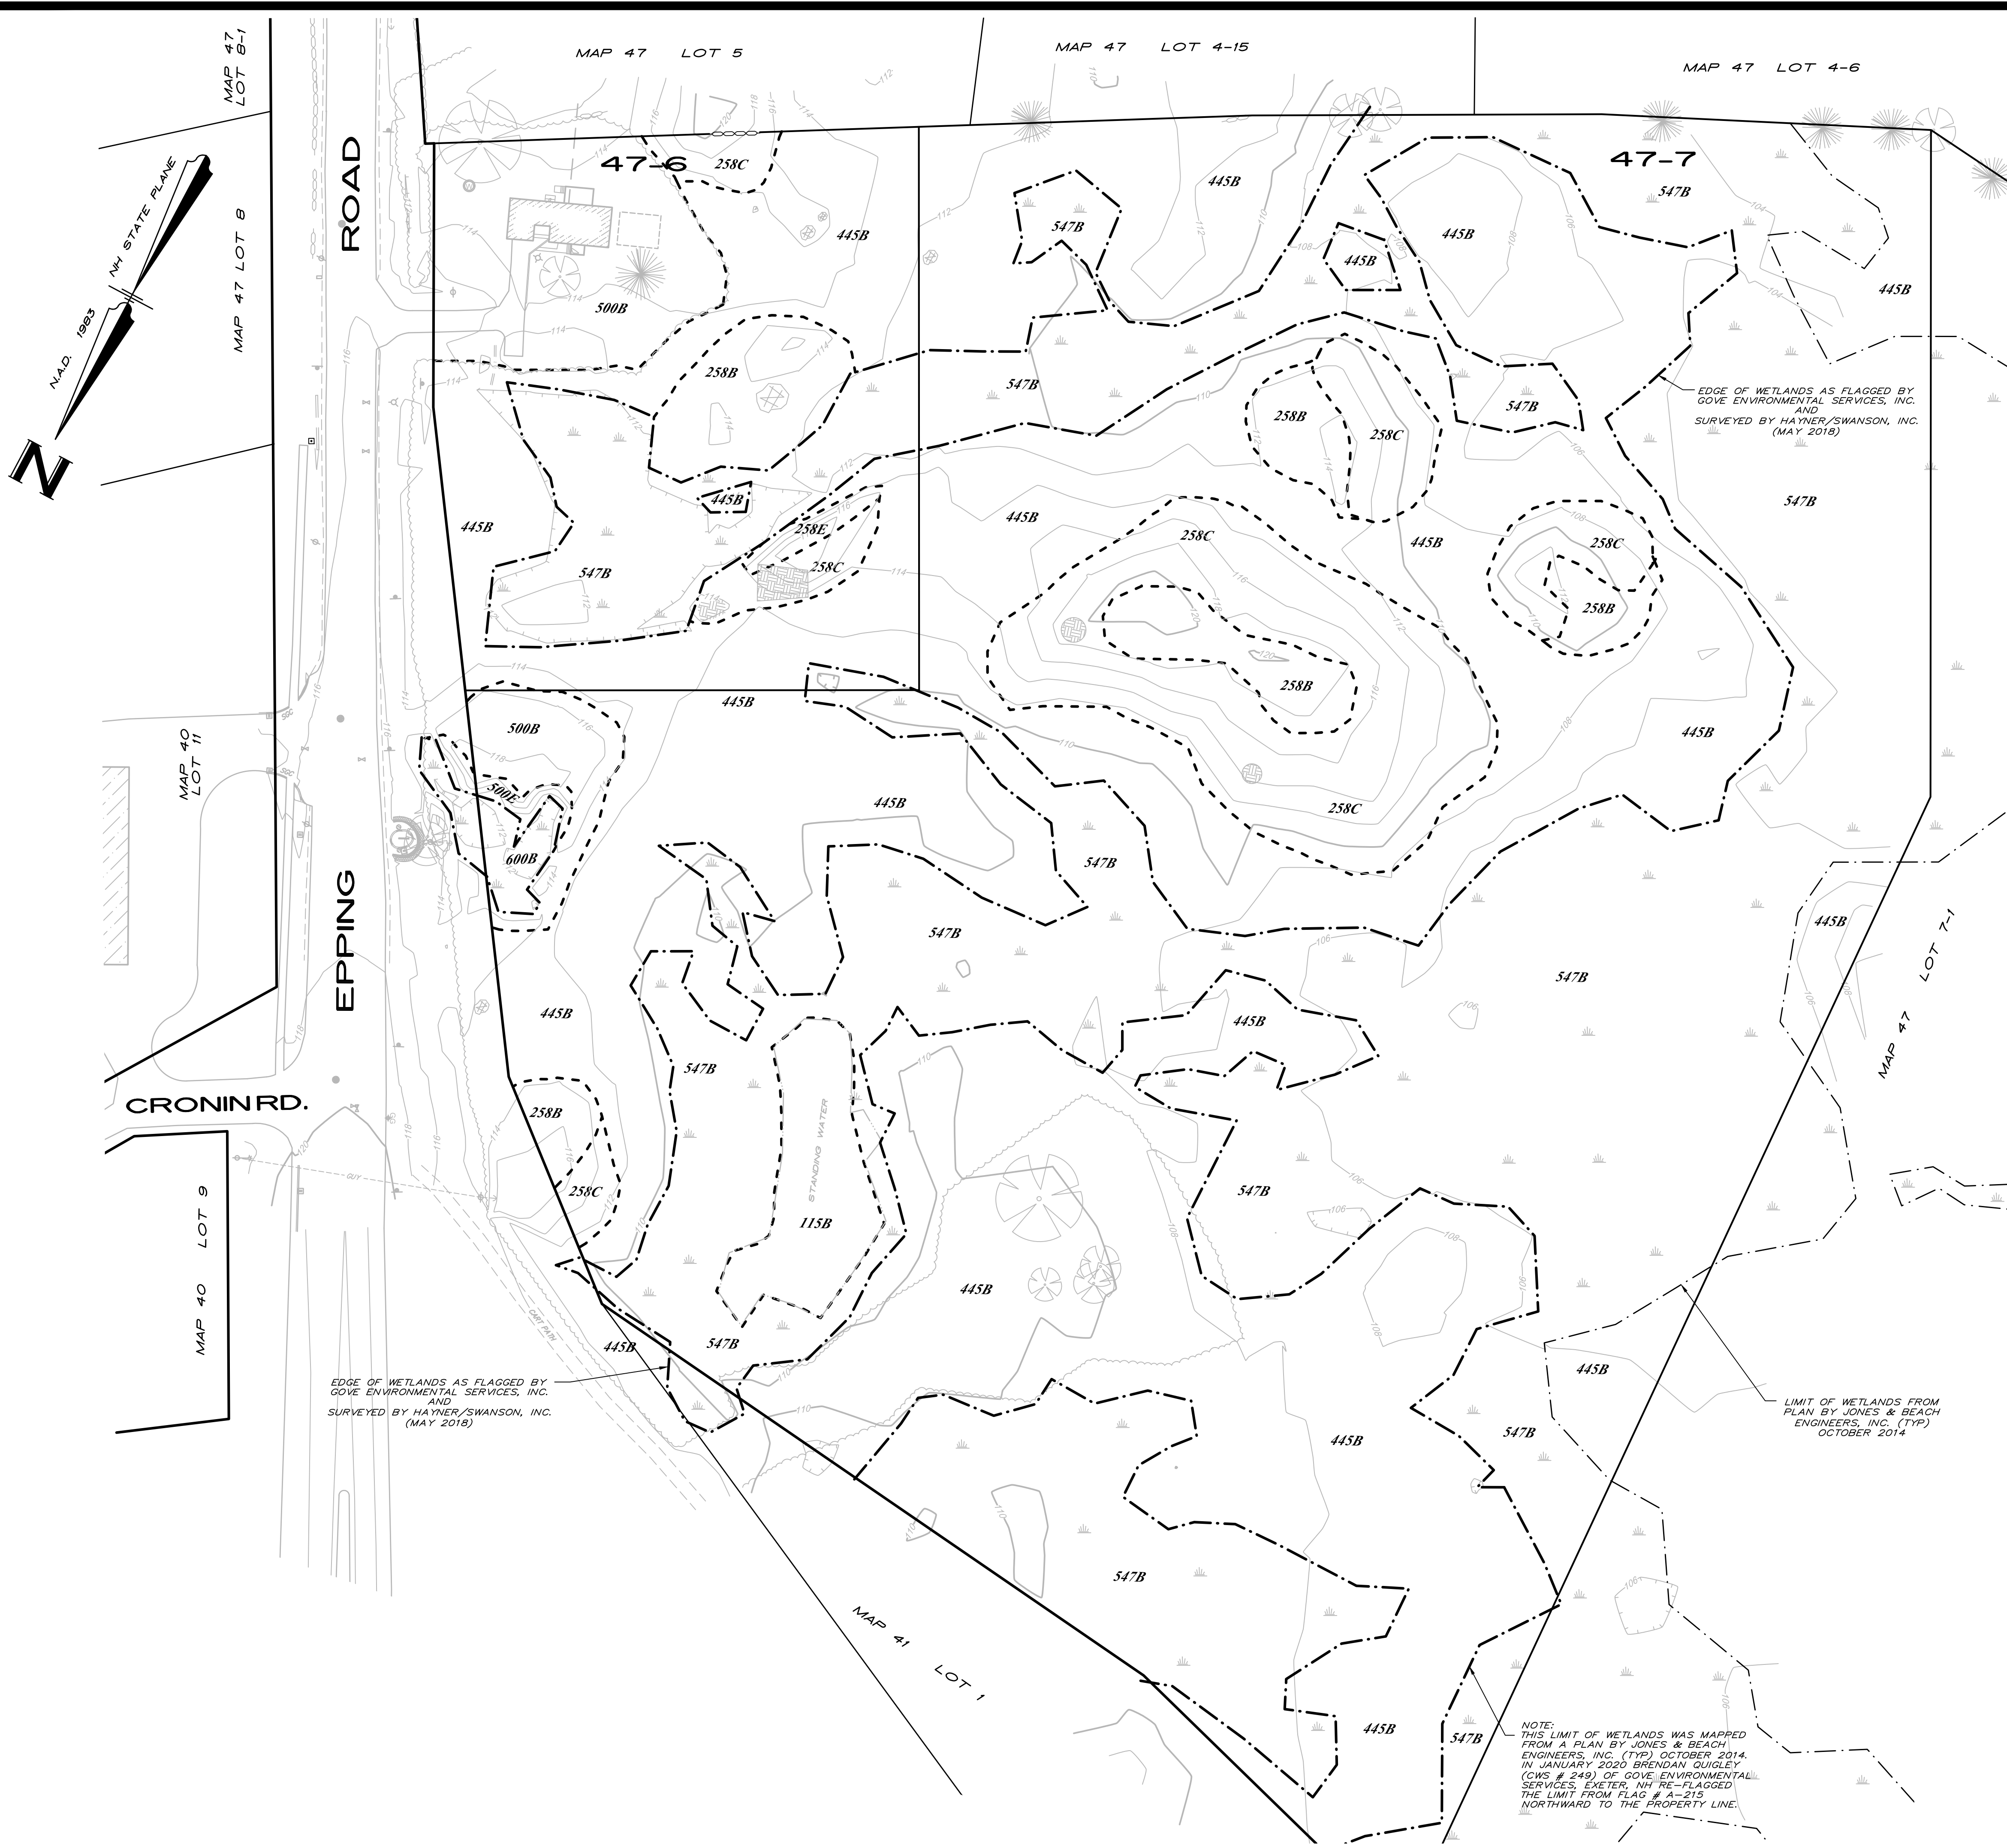 MAP 47
LOT 8-1
MAP 47 LOT 5
MAP 47 LOT 4-15
MAP 47 LOT 4-6
ROAD
47-6
47-7
NH STATE PLANE
N.A.D. 1983
N
MAP 47 LOT 8
258C
445B
445B
547B
445B
547B
445B
445B
500B
258B
547B
258B
258C
547B
EDGE OF WETLANDS AS FLAGGED BY
GOVE ENVIRONMENTAL SERVICES, INC.
AND
SURVEYED BY HAYNER/SWANSON, INC.
(MAY 2018)
445B
445B
258E
258C
547B
445B
258C
445B
258C
258B
547B
258B
445B
445B
MAP 40
LOT 11
500B
500E
600B
445B
258C
547B
547B
445B
547B
445B
445B
MAP 47 LOT 7-1
EPPING
CRONIN RD.
547B
258B
258C
STANDING WATER
115B
547B
445B
GUY
CART PATH
MAP 40 LOT 9
445B
547B
EDGE OF WETLANDS AS FLAGGED BY
GOVE ENVIRONMENTAL SERVICES, INC.
AND
SURVEYED BY HAYNER/SWANSON, INC.
(MAY 2018)
445B
445B
547B
LIMIT OF WETLANDS FROM
PLAN BY JONES & BEACH
ENGINEERS, INC. (TYP)
OCTOBER 2014
547B
MAP 41 LOT 1
445B
547B
NOTE:
THIS LIMIT OF WETLANDS WAS MAPPED
FROM A PLAN BY JONES & BEACH
ENGINEERS, INC. (TYP) OCTOBER 2014.
IN JANUARY 2020 BRENDAN QUIGLEY
(CWS # 249) OF GOVE ENVIRONMENTAL
SERVICES, EXETER, NH RE-FLAGGED
THE LIMIT FROM FLAG # A-215
NORTHWARD TO THE PROPERTY LINE.